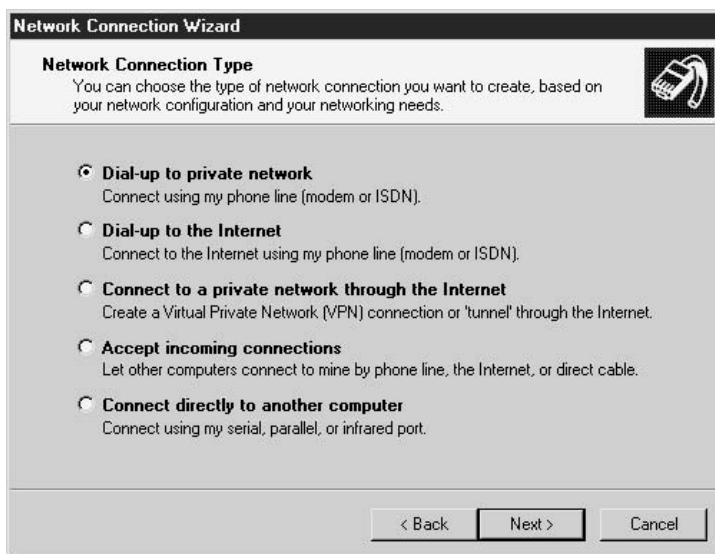 Network Connection Wizard
Network Connection Type
You can choose the type of network connection you want to create, based on
your network configuration and your networking needs.
Dial-up to private network
Connect using my phone line (modem or ISDN).
Dial-up to the Internet
Connect to the Internet using my phone line (modem or ISDN).
Connect to a private network through the Internet
Create a Virtual Private Network (VPN) connection or 'tunnel' through the Internet.
Accept incoming connections
Let other computers connect to mine by phone line, the Internet, or direct cable.
Connect directly to another computer
Connect using my serial, parallel, or infrared port.
< Back Next > Cancel